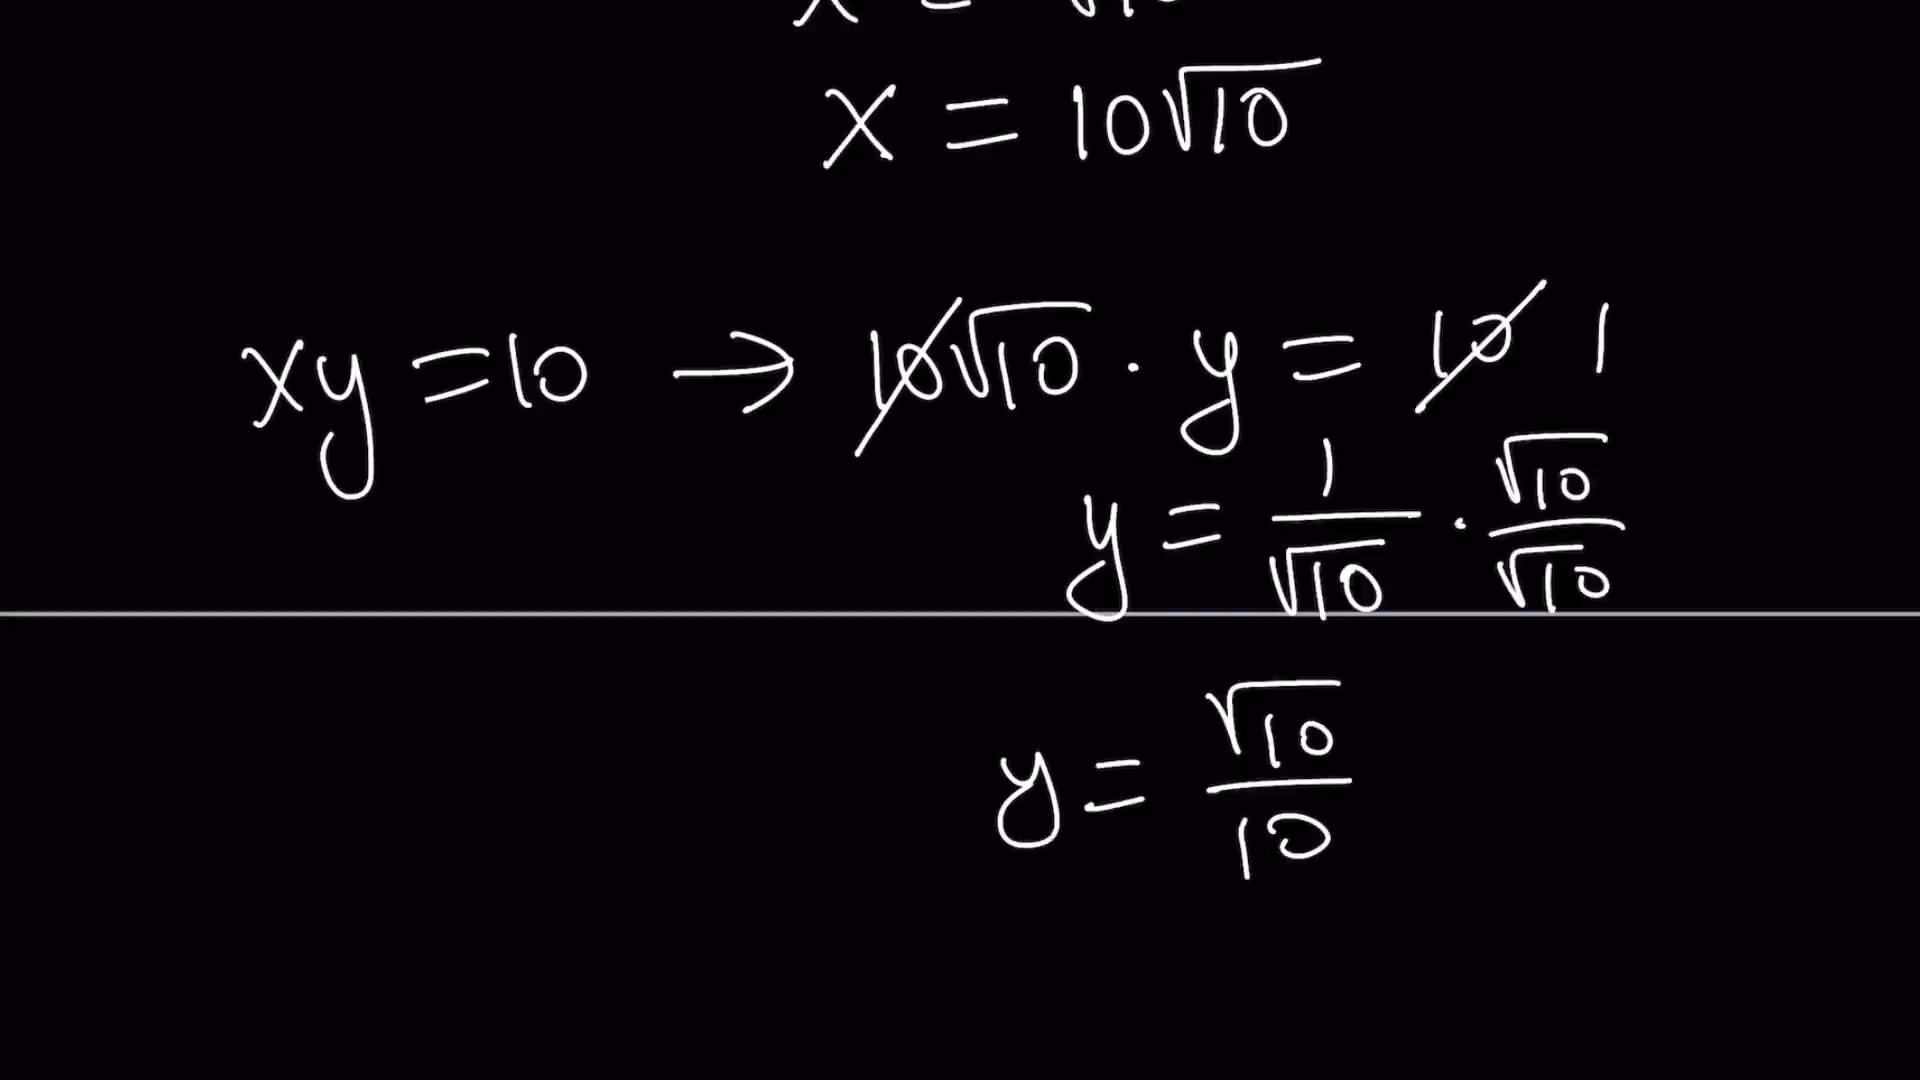 x = 10√10
xy = 10 → 10√10 · y = 10 1
y = 1/√10 · √10/√10
y = √10/10